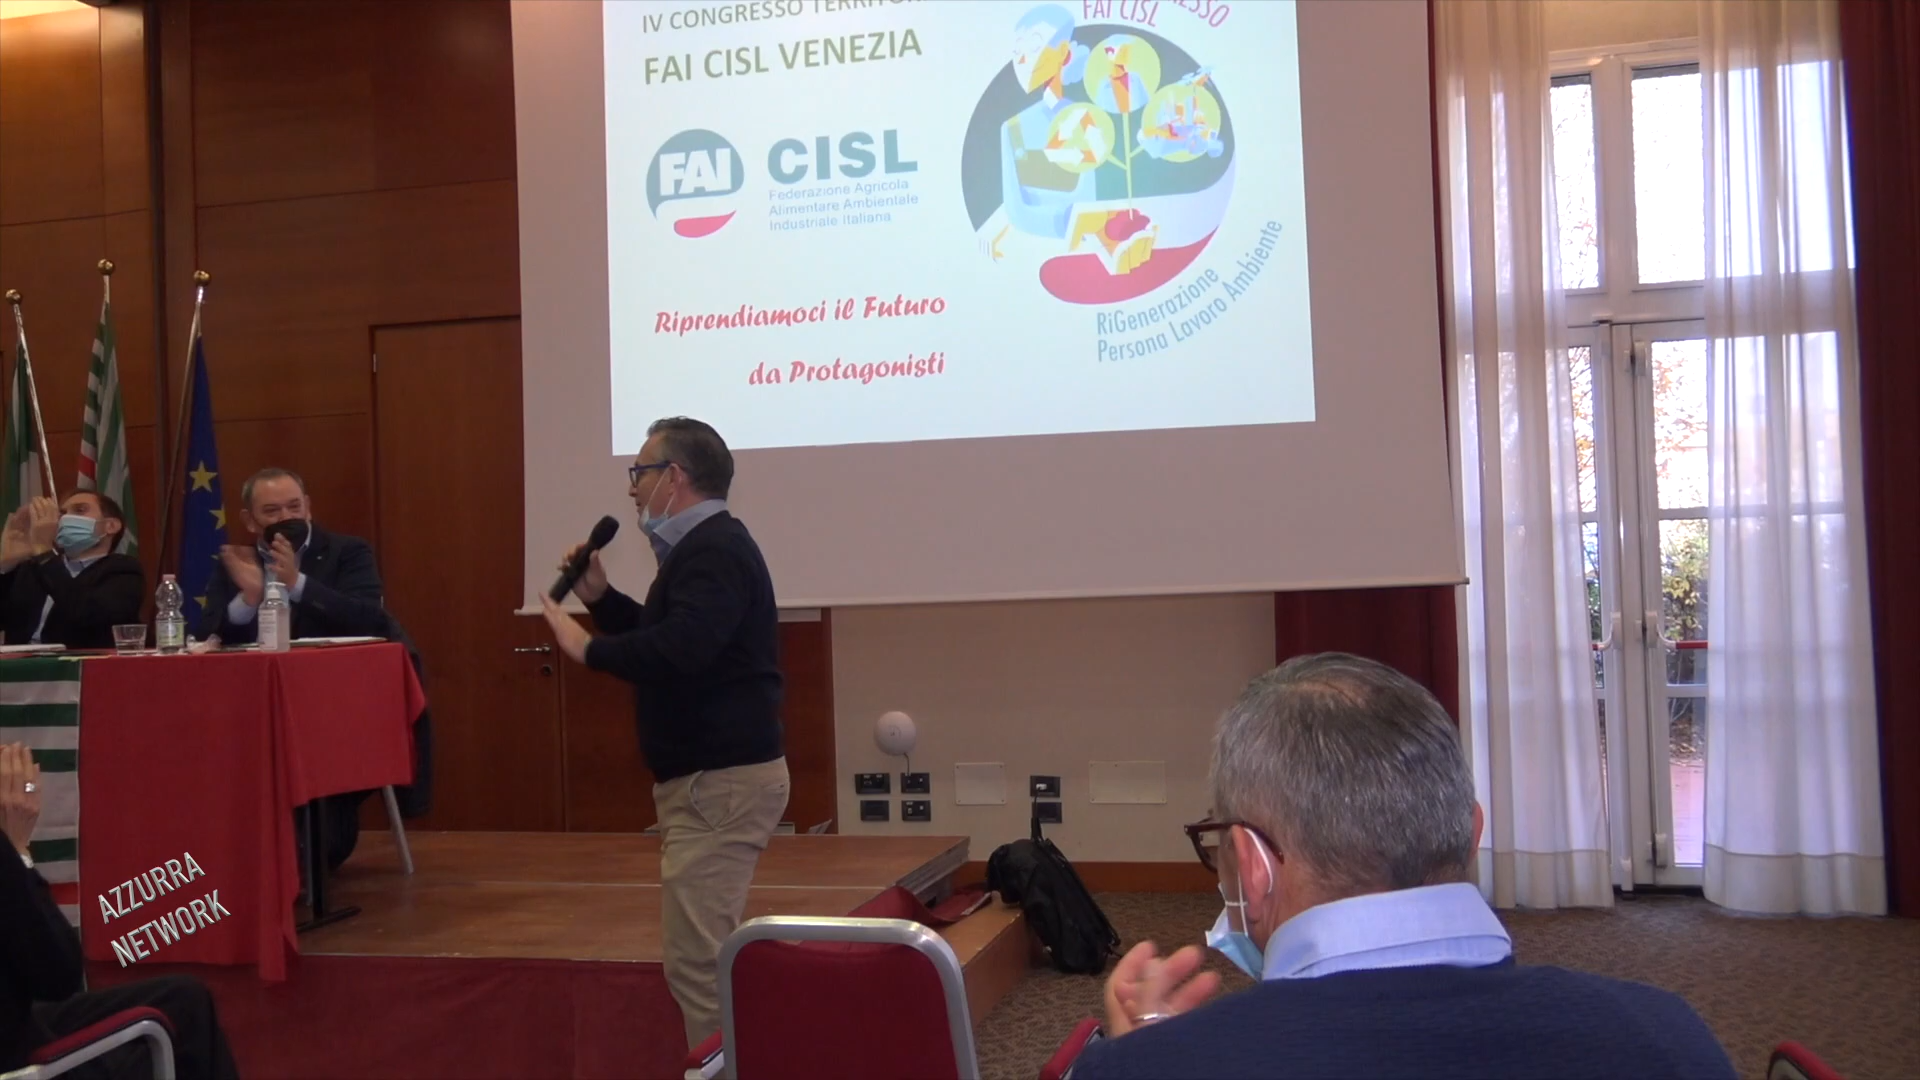 IV CONGRESSO
FAI CISL VENEZIA
FAI CISL
FAI
CISL
Federazione Agricola
Alimentare Ambientale
Industriale Italiana
Riprendiamoci il Futuro
da Protagonisti
RiGenerazione
Persona Lavoro Ambiente
AZZURRA
NETWORK